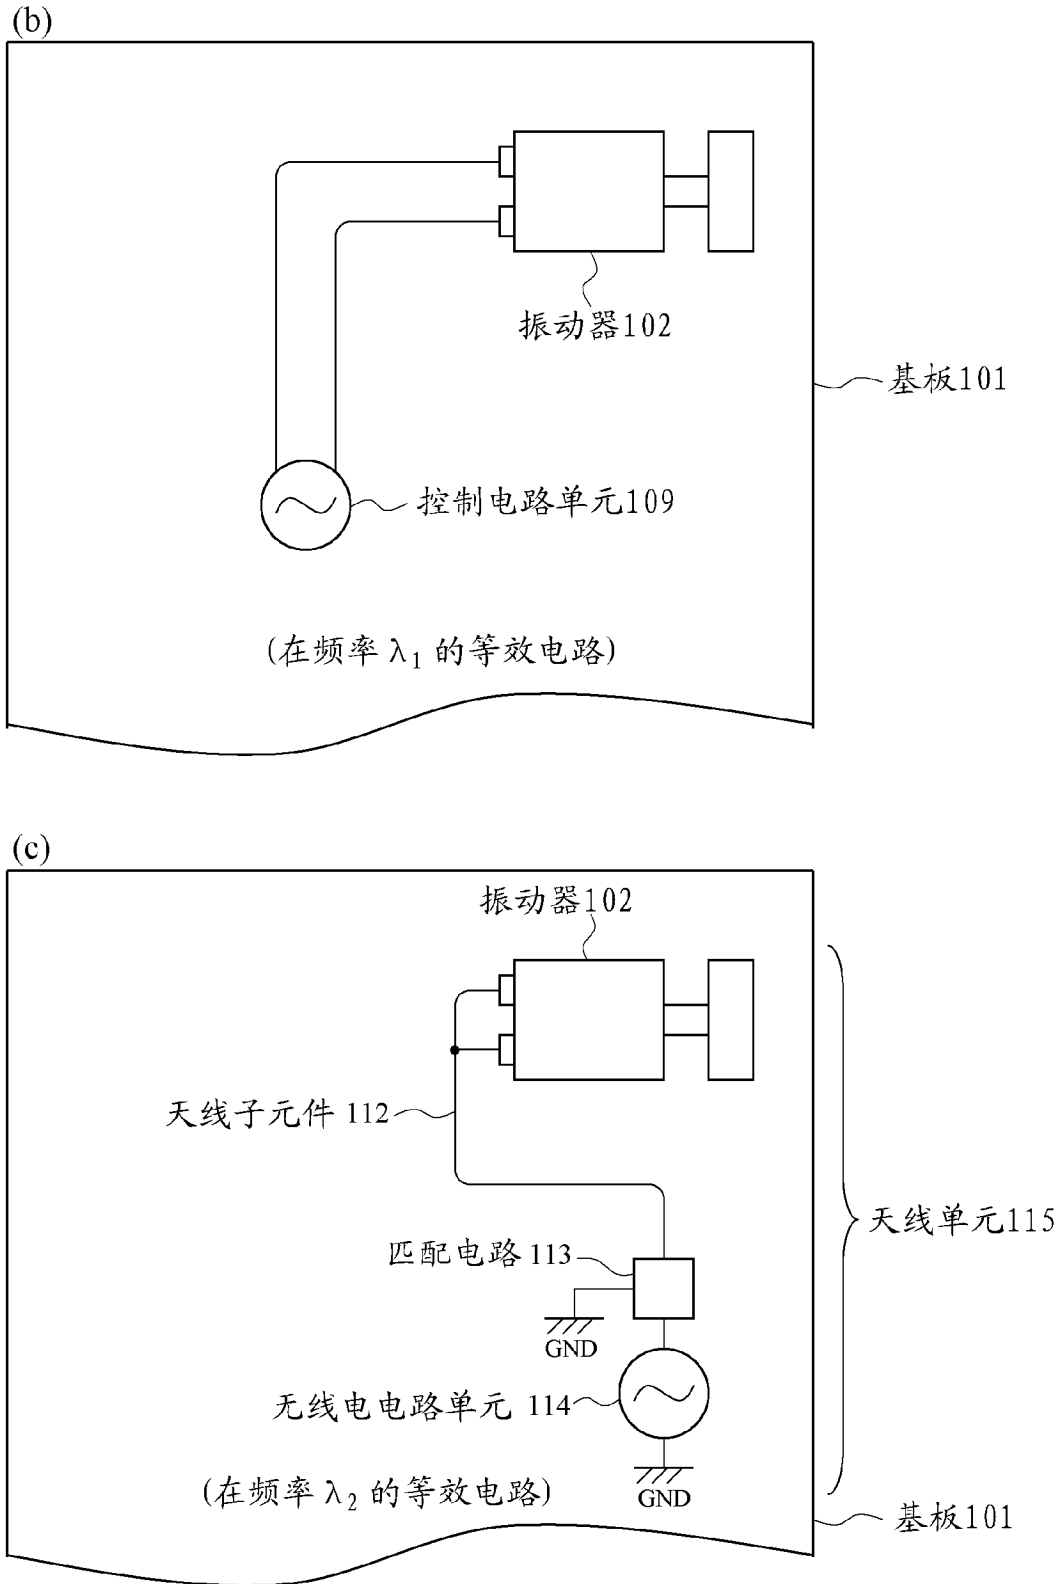 (b)
振动器102
基板101
控制电路单元109
(在频率 λ1 的等效电路)
(c)
振动器102
天线子元件 112
天线单元115
匹配电路 113
GND
无线电电路单元 114
(在频率 λ2 的等效电路)
GND
基板101